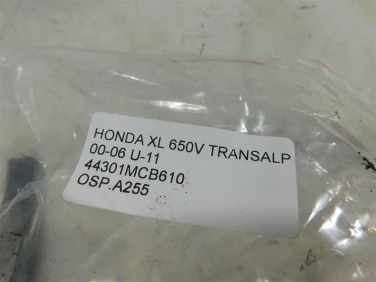 HONDA XL 650V TRANSALP
00-06 U-11
44301MCB610
OSP.A255